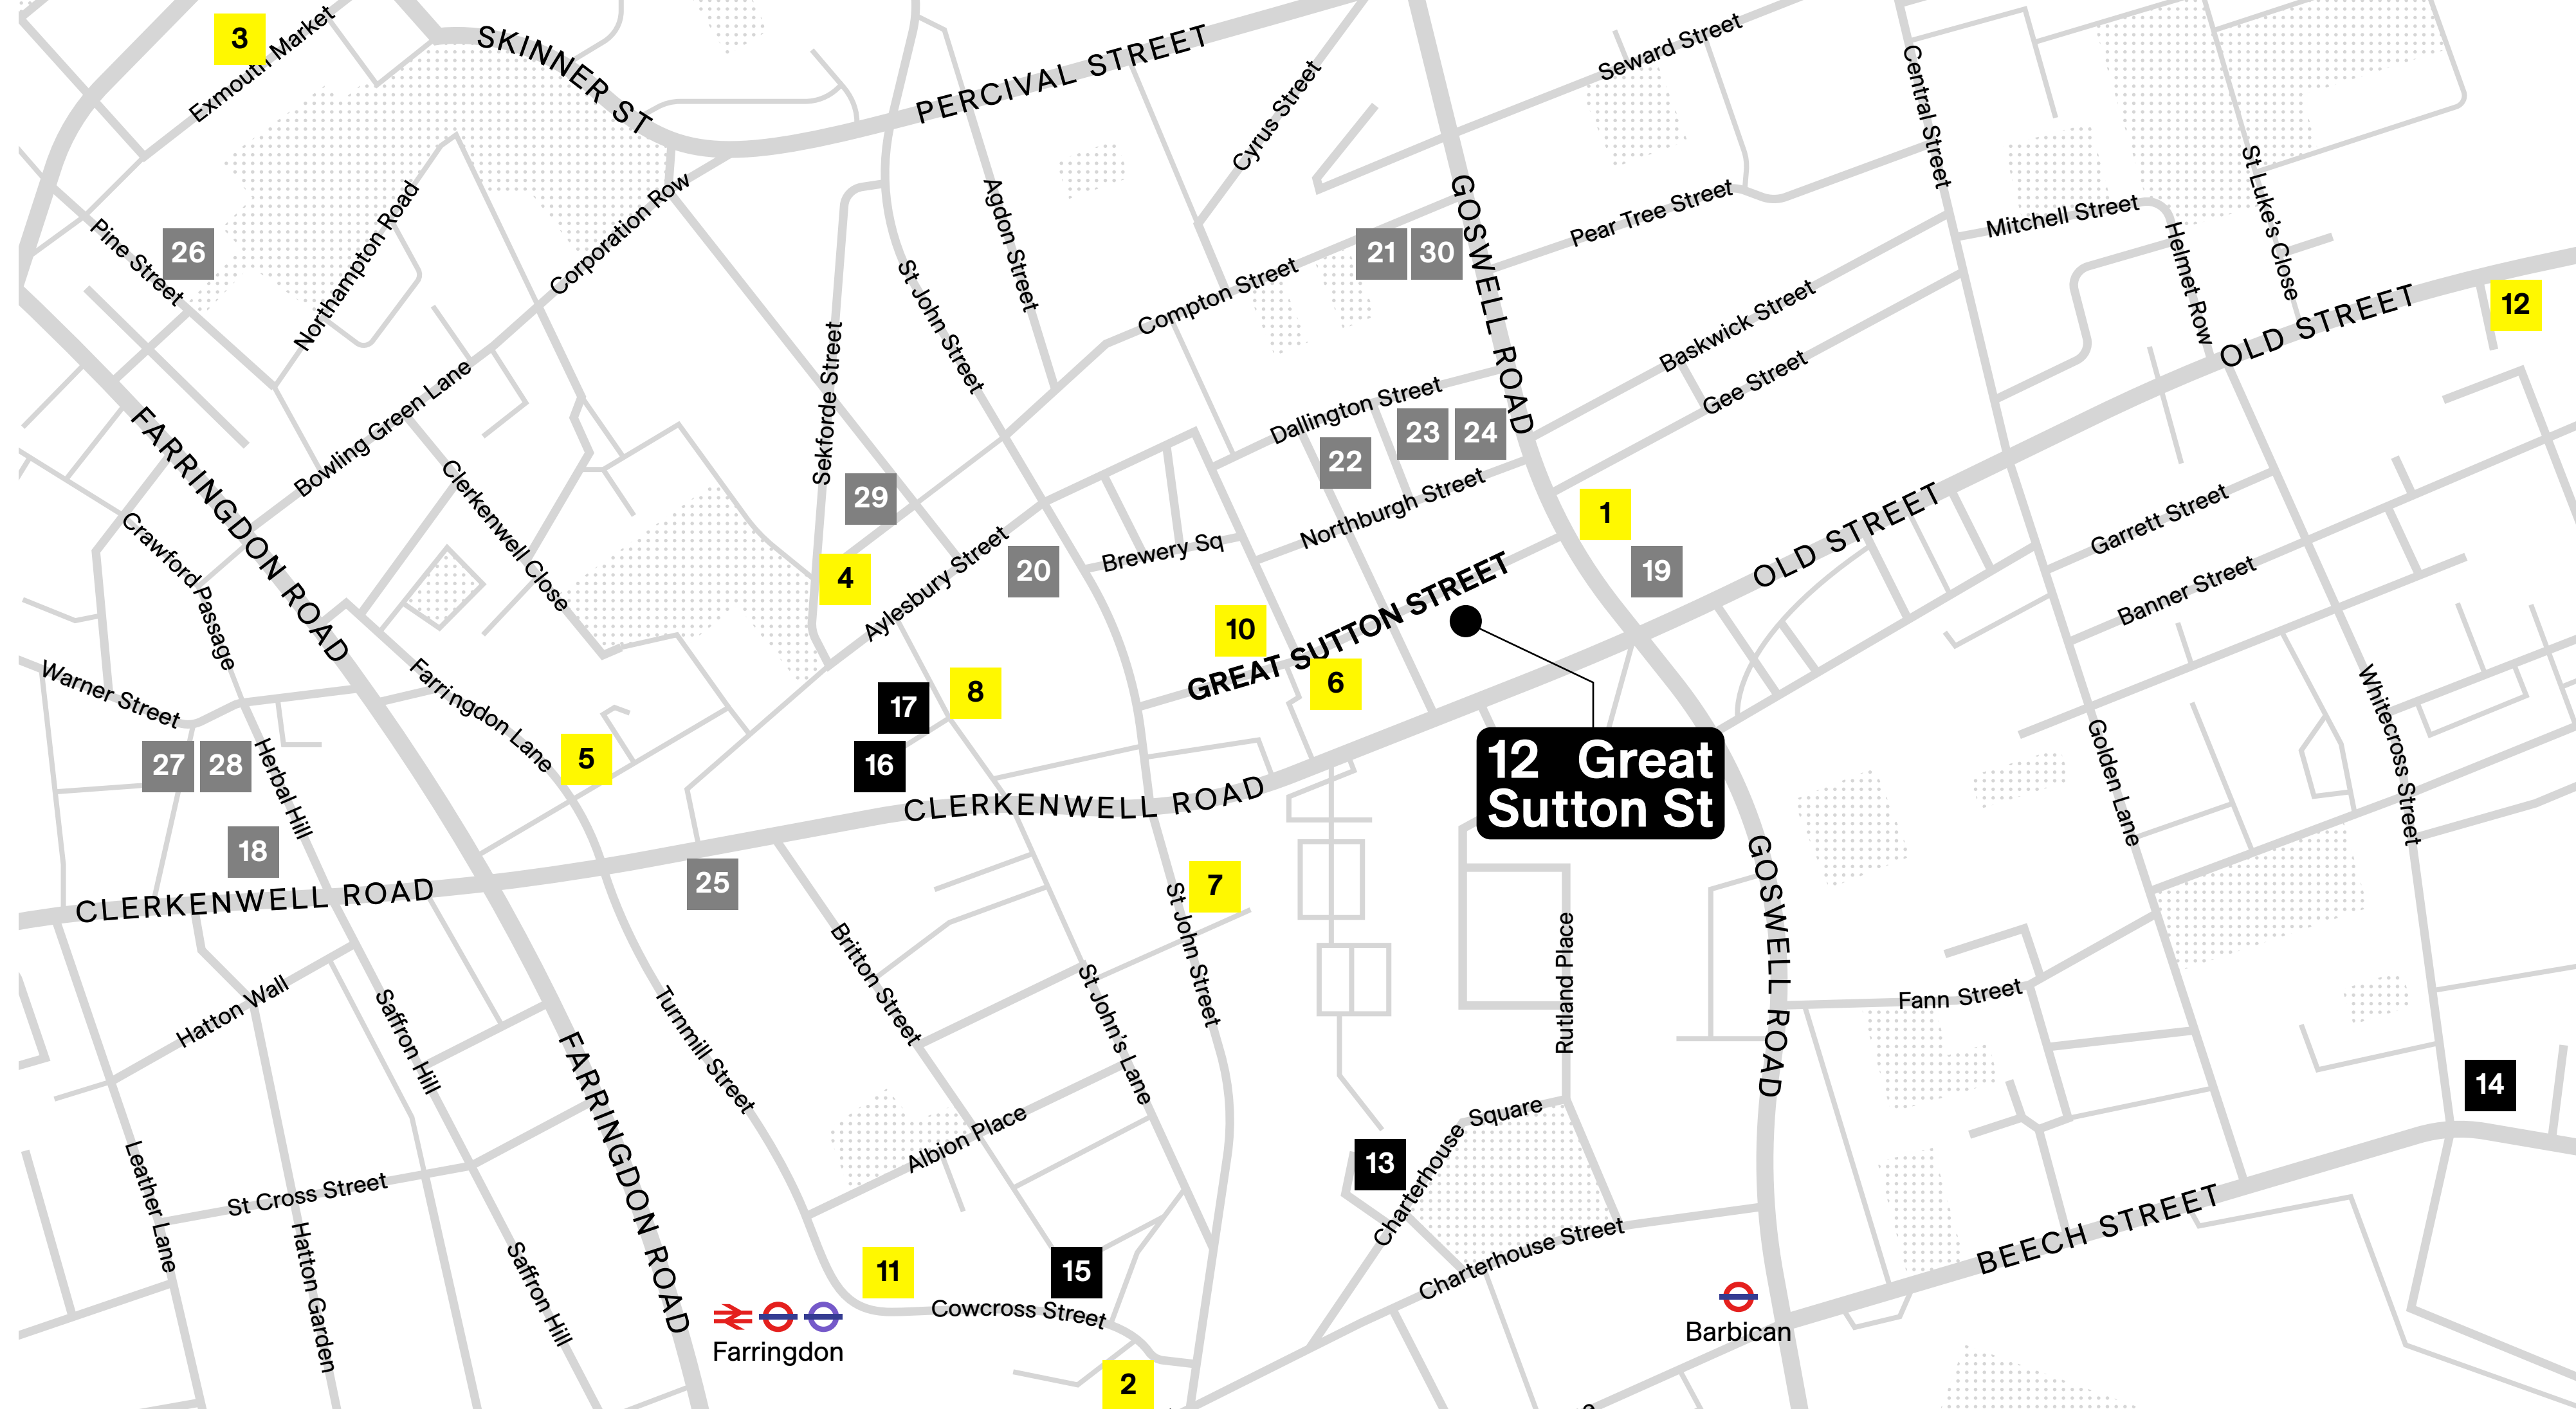 3
Exmouth Market
SKINNER ST
PERCIVAL STREET
Cyrus Street
Seward Street
Central Street
St Luke's Close
Pine Street
26
Northampton Road
Corporation Row
Agdon Street
St John Street
Compton Street
21
30
GOSWELL ROAD
Pear Tree Street
Mitchell Street
Helmet Row
OLD STREET
12
Baskwick Street
Gee Street
Sekforde Street
Dallington Street
23
24
22
Northburgh Street
FARRINGDON ROAD
Bowling Green Lane
Clerkenwell Close
29
4
Aylesbury Street
20
Brewery Sq
1
19
OLD STREET
Garrett Street
Banner Street
Crawford Passage
Warner Street
Farringdon Lane
10
GREAT SUTTON STREET
6
17
8
16
5
27
28
Herbal Hill
18
CLERKENWELL ROAD
CLERKENWELL ROAD
12 Great
Sutton St
Golden Lane
Whitecross Street
25
7
St John Street
GOSWELL ROAD
Rutland Place
Fann Street
Hatton Wall
Saffron Hill
Turnmill Street
Britton Street
St John's Lane
FARRINGDON ROAD
Albion Place
Charterhouse Square
13
14
Leather Lane
St Cross Street
Hatton Garden
Saffron Hill
11
15
Cowcross Street
Charterhouse Street
BEECH STREET
Farringdon
Barbican
2